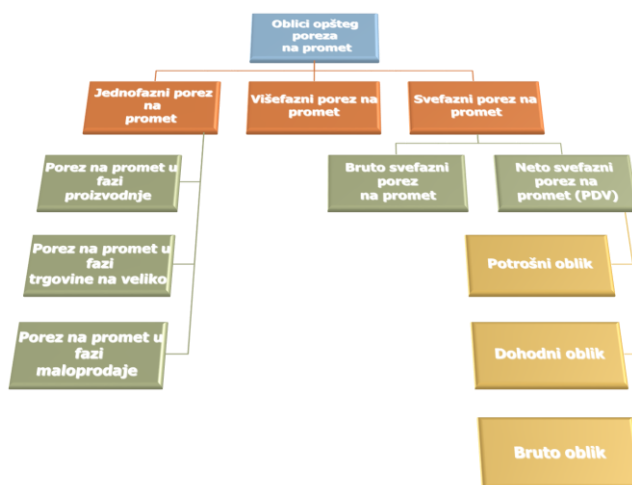 Oblici opšteg
poreza
na promet
Jednofazni porez
na
promet
Višefazni porez na
promet
Svefazni porez na
promet
Porez na promet u
fazi
proizvodnje
Bruto svefazni
porez
na promet
Neto svefazni
porez na
promet (PDV)
Porez na promet u
fazi
trgovine na veliko
Potrošni oblik
Porez na promet u
fazi
maloprodaje
Dohodni oblik
Bruto oblik